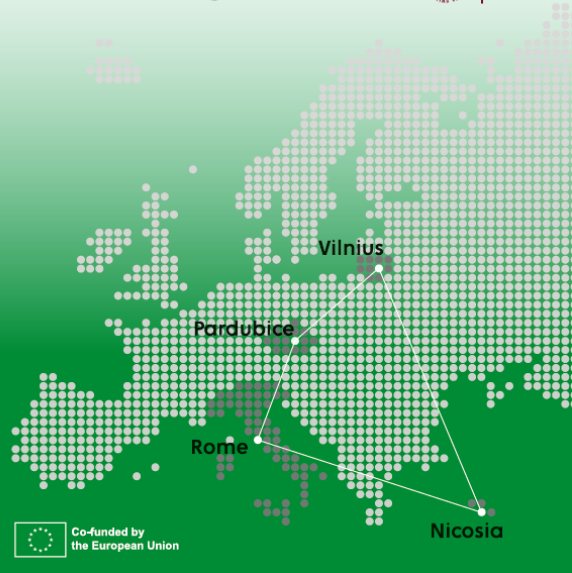 Vilnius
Pardubice
Rome
Nicosia
Co-funded by
the European Union